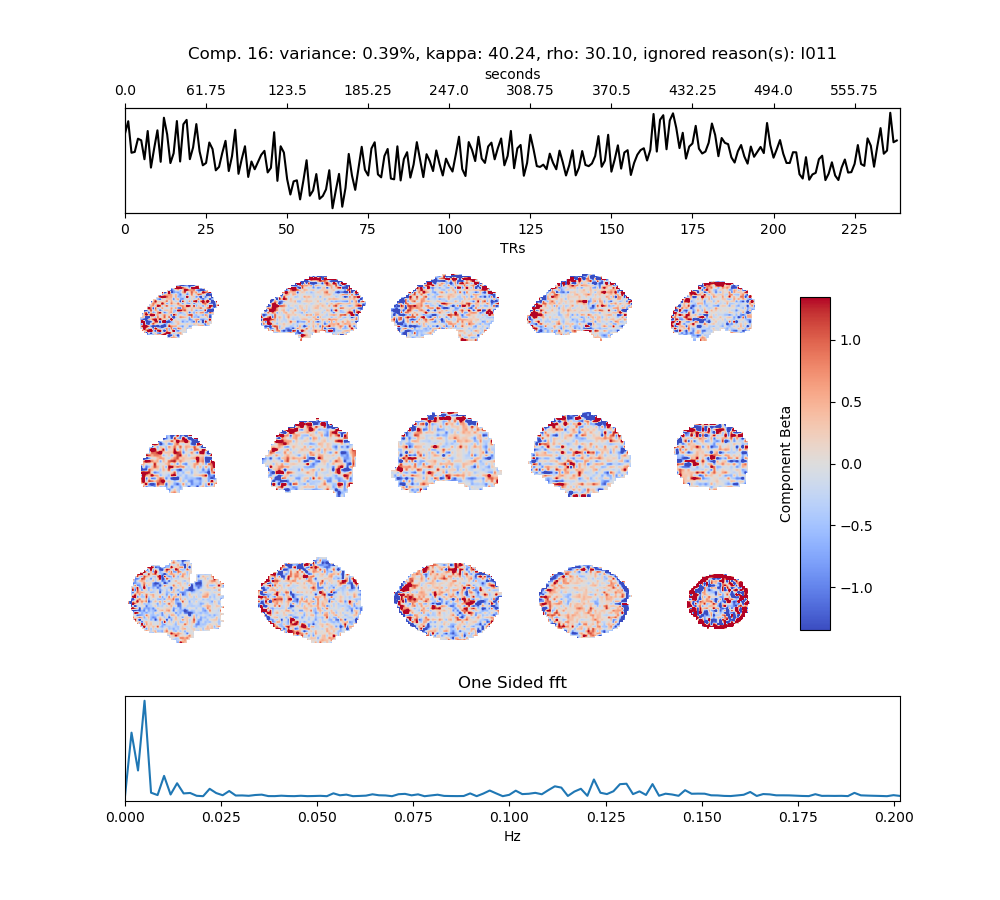 Comp. 16: variance: 0.39%, kappa: 40.24, rho: 30.10, ignored reason(s): I011
seconds
0.0 61.75 123.5 185.25 247.0 308.75 370.5 432.25 494.0 555.75
0 25 50 75 100 125 150 175 200 225
TRs
1.0
0.5
0.0
−0.5
−1.0
Component Beta
One Sided fft
0.000 0.025 0.050 0.075 0.100 0.125 0.150 0.175 0.200
Hz